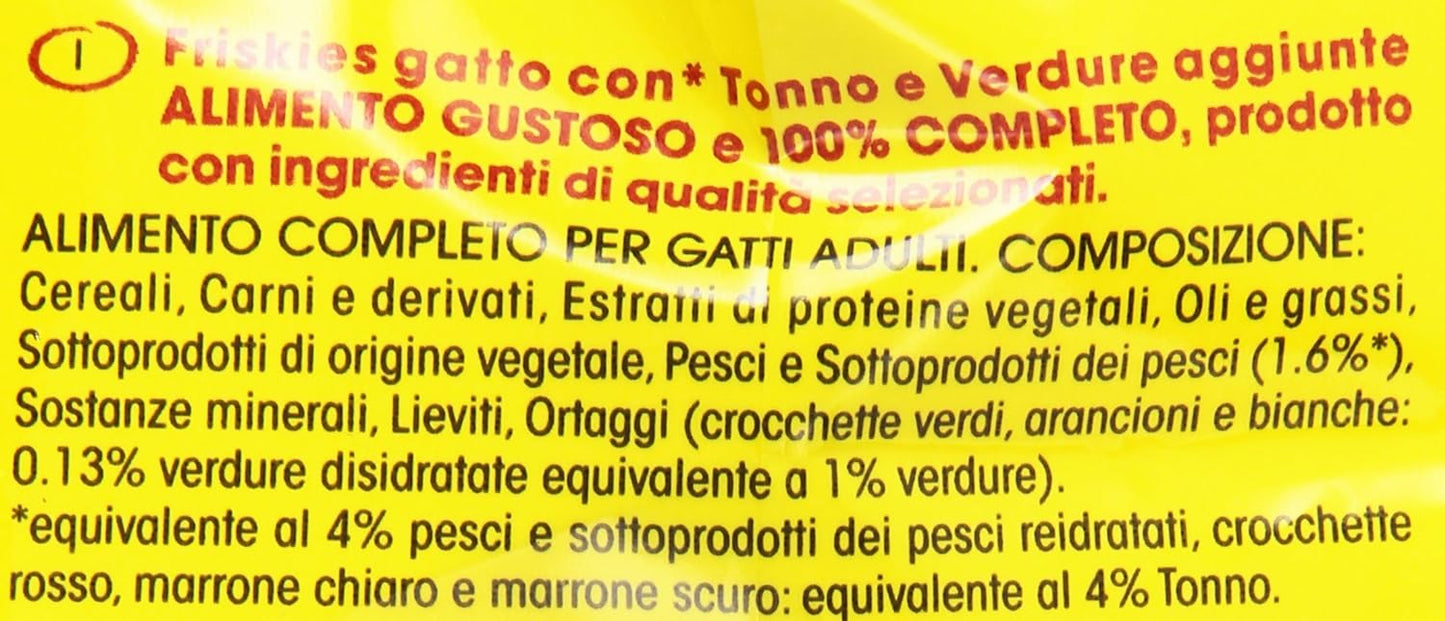 I
Friskies gatto con* Tonno e Verdure aggiunte
ALIMENTO GUSTOSO e 100% COMPLETO, prodotto
con ingredienti di qualità selezionati.
ALIMENTO COMPLETO PER GATTI ADULTI. COMPOSIZIONE:
Cereali, Carni e derivati, Estratti di proteine vegetali, Oli e grassi,
Sottoprodotti di origine vegetale, Pesci e Sottoprodotti dei pesci (1.6%*),
Sostanze minerali, Lieviti, Ortaggi (crocchette verdi, arancioni e bianche:
0.13% verdure disidratate equivalente a 1% verdure).
*equivalente al 4% pesci e sottoprodotti dei pesci reidratati, crocchette
rosso, marrone chiaro e marrone scuro: equivalente al 4% Tonno.